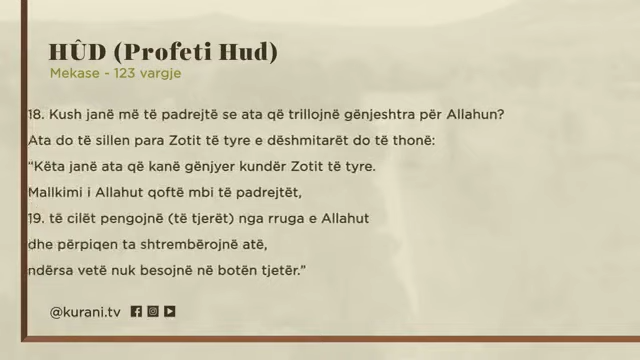 HÛD (Profeti Hud)
Mekase - 123 vargje
18. Kush janë më të padrejtë se ata që trillojnë gënjeshtra për Allahun?
Ata do të sillen para Zotit të tyre e dëshmitarët do të thonë:
“Këta janë ata që kanë gënjyer kundër Zotit të tyre.
Mallkimi i Allahut qoftë mbi të padrejtët,
19. të cilët pengojnë (të tjerët) nga rruga e Allahut
dhe përpiqen ta shtrembërojnë atë,
ndërsa vetë nuk besojnë në botën tjetër.”
@kurani.tv